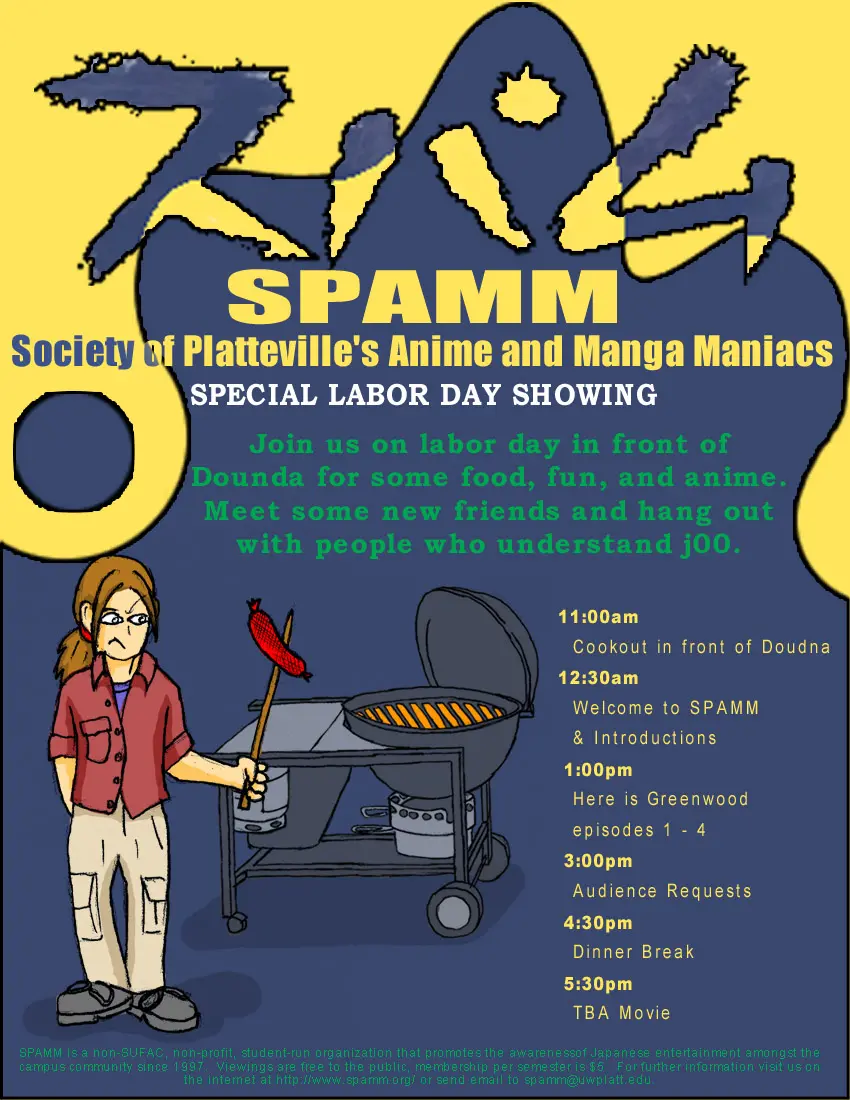 SPAMM
Society of Platteville's Anime and Manga Maniacs
SPECIAL LABOR DAY SHOWING
Join us on labor day in front of
Dounda for some food, fun, and anime.
Meet some new friends and hang out
with people who understand j00.
11:00am
Cookout in front of Doudna
12:30am
Welcome to SPAMM
& Introductions
1:00pm
Here is Greenwood
episodes 1 - 4
3:00pm
Audience Requests
4:30pm
Dinner Break
5:30pm
TBA Movie
SPAMM is a non-SUFAC, non-profit, student-run organization that promotes the awarenessof Japanese entertainment amongst the
campus community since 1997. Viewings are free to the public, membership per semester is $5. For further information visit us on
the internet at http://www.spamm.org/ or send email to spamm@uwplatt.edu.